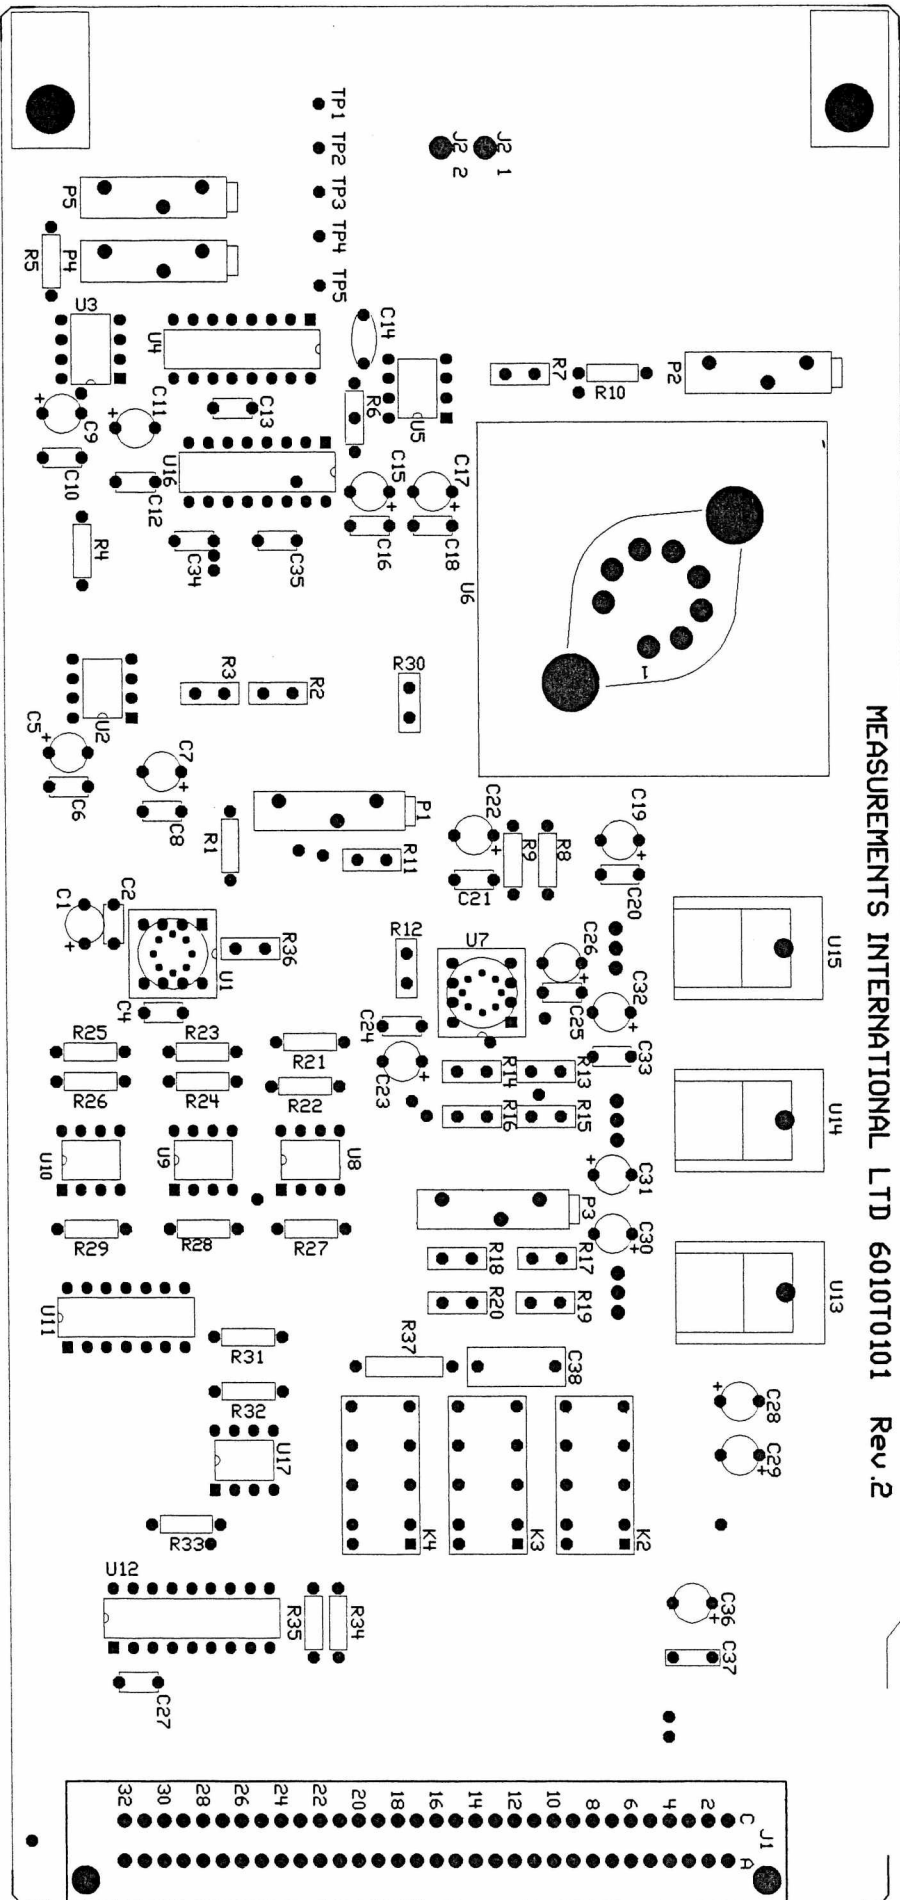 MEASUREMENTS INTERNATIONAL LTD 6010T0101 Rev.2
TP1 TP2 TP3 TP4 TP5
J2 1
J2 2
P5
P4
R5
U3
U4
C14
U5
R7
R10
P2
C9
C11
C13
R6
C10
C12
U16
C15
C17
C16
C18
R4
C34
C35
U6
1
R3
R2
R30
U2
C5
C6
C7
C8
R1
P1
R11
C22
C21
R9
R8
C19
C20
C1
C2
U1
R36
C4
R12
U7
C26
C25
C32
C33
U15
C24
C23
R25
R26
R23
R24
R21
R22
R14
R13
R16
R15
U14
U10
U9
U8
C31
C30
P3
R29
R28
R27
R18
R17
R20
R19
U13
U11
R31
R32
R37
C38
C28
C29
U17
K4
K3
K2
R33
U12
R35
R34
C36
C37
C27
J1
C
A
2 4 6 8 10 12 14 16 18 20 22 24 26 28 30 32